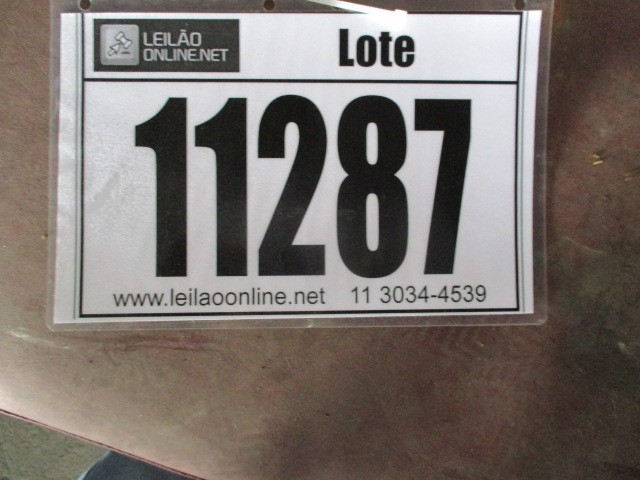 LEILÃO
ONLINE.NET
Lote
11287
www.leilaoonline.net 11 3034-4539